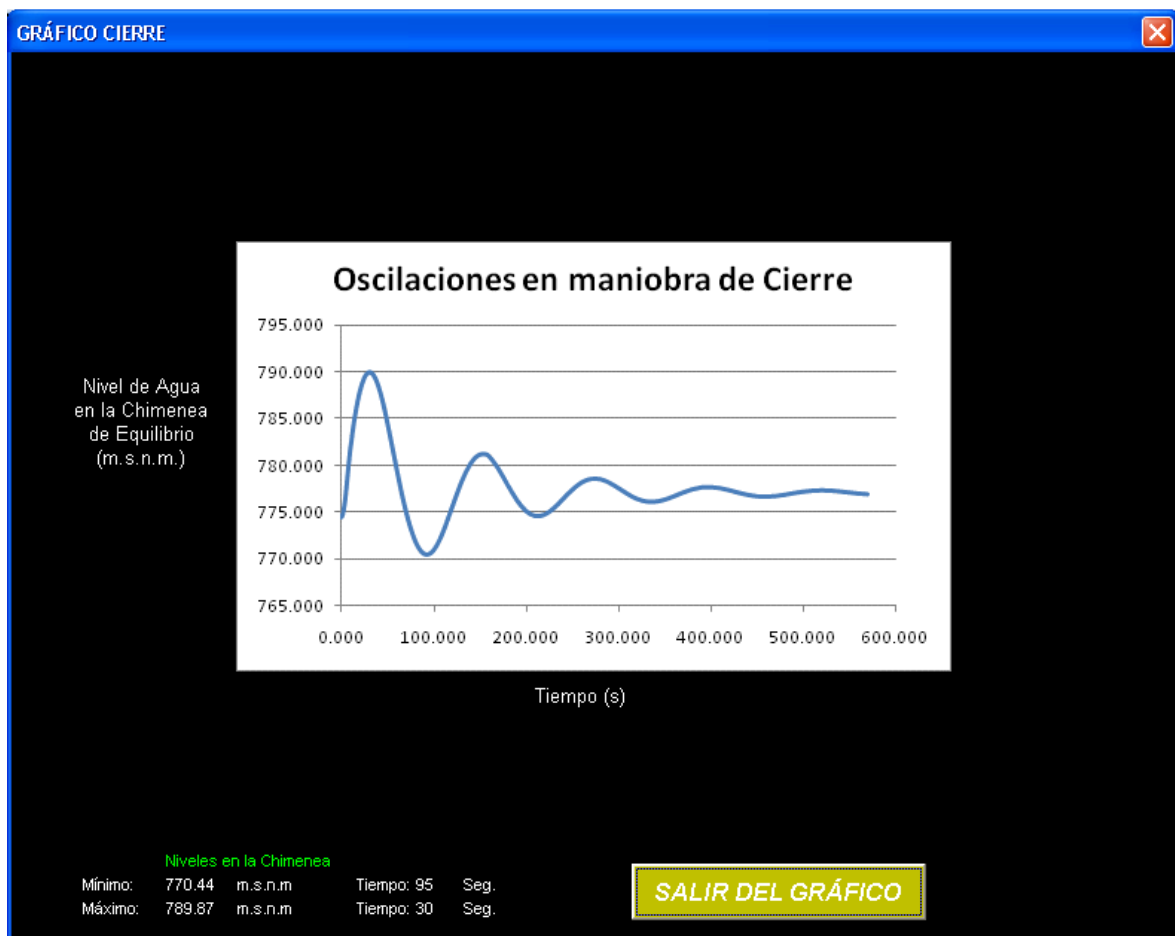 GRÁFICO CIERRE
Oscilaciones en maniobra de Cierre
Nivel de Agua
en la Chimenea
de Equilibrio
(m.s.n.m.)
795.000
790.000
785.000
780.000
775.000
770.000
765.000
0.000 100.000 200.000 300.000 400.000 500.000 600.000
Tiempo (s)
Niveles en la Chimenea
Mínimo: 770.44 m.s.n.m Tiempo: 95 Seg.
Máximo: 789.87 m.s.n.m Tiempo: 30 Seg.
SALIR DEL GRÁFICO